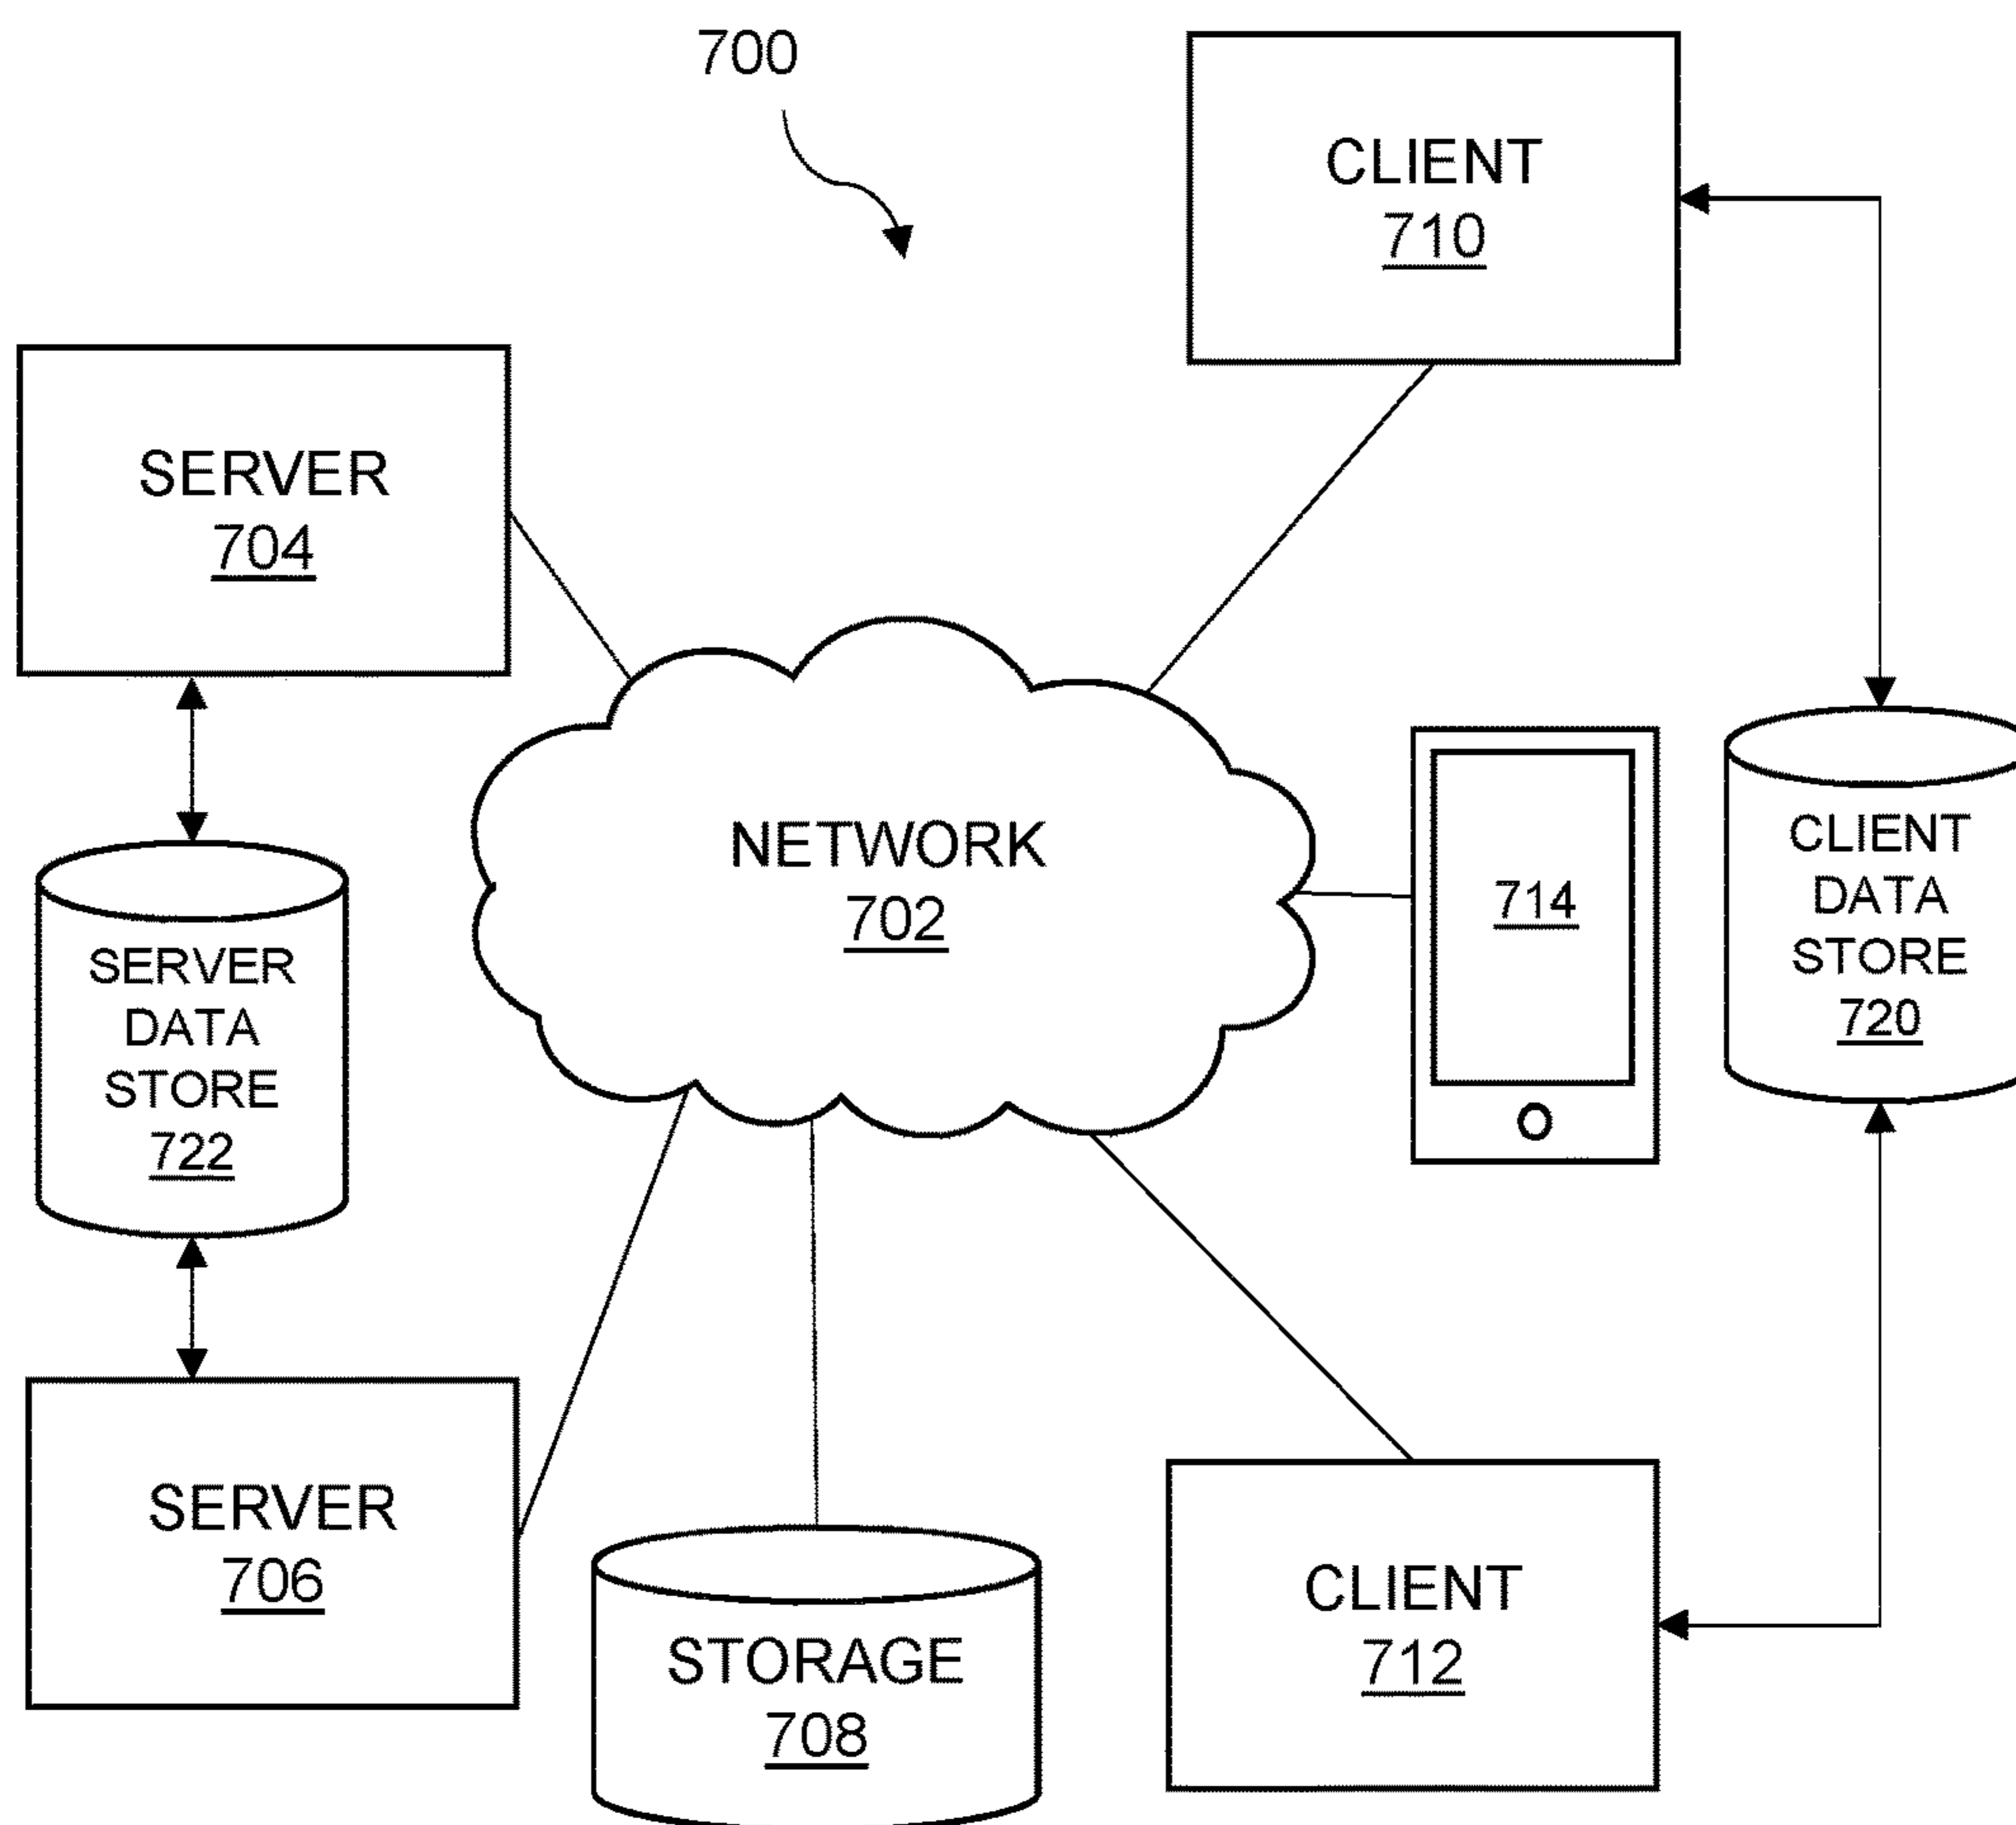 700
CLIENT
710
SERVER
704
NETWORK
702
714
CLIENT
DATA
STORE
720
SERVER
DATA
STORE
722
SERVER
706
STORAGE
708
CLIENT
712